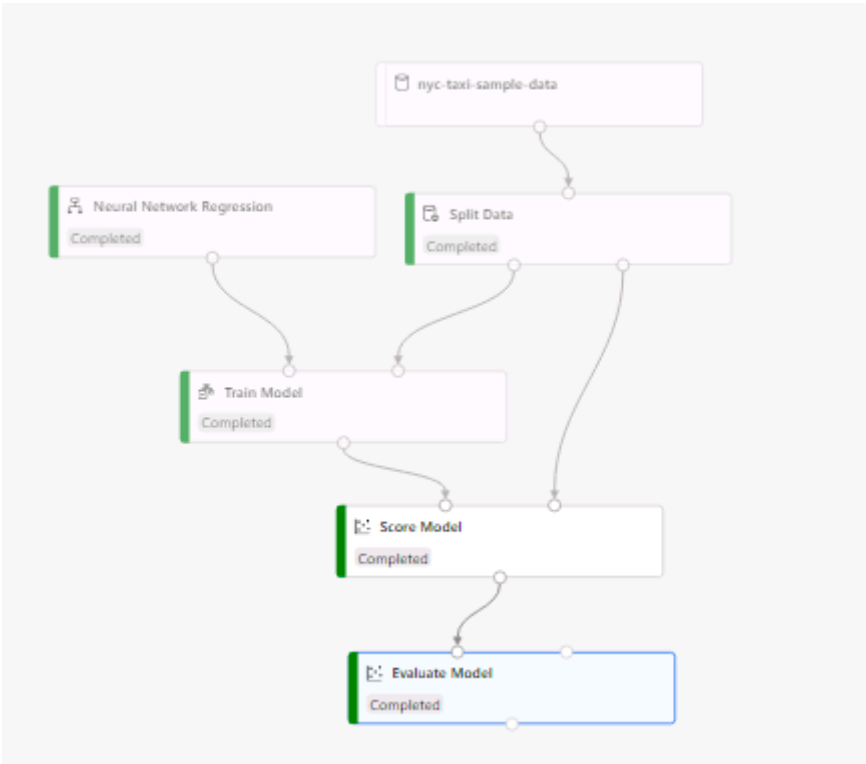 nyc-taxi-sample-data
Neural Network Regression
Completed
Split Data
Completed
Train Model
Completed
Score Model
Completed
Evaluate Model
Completed